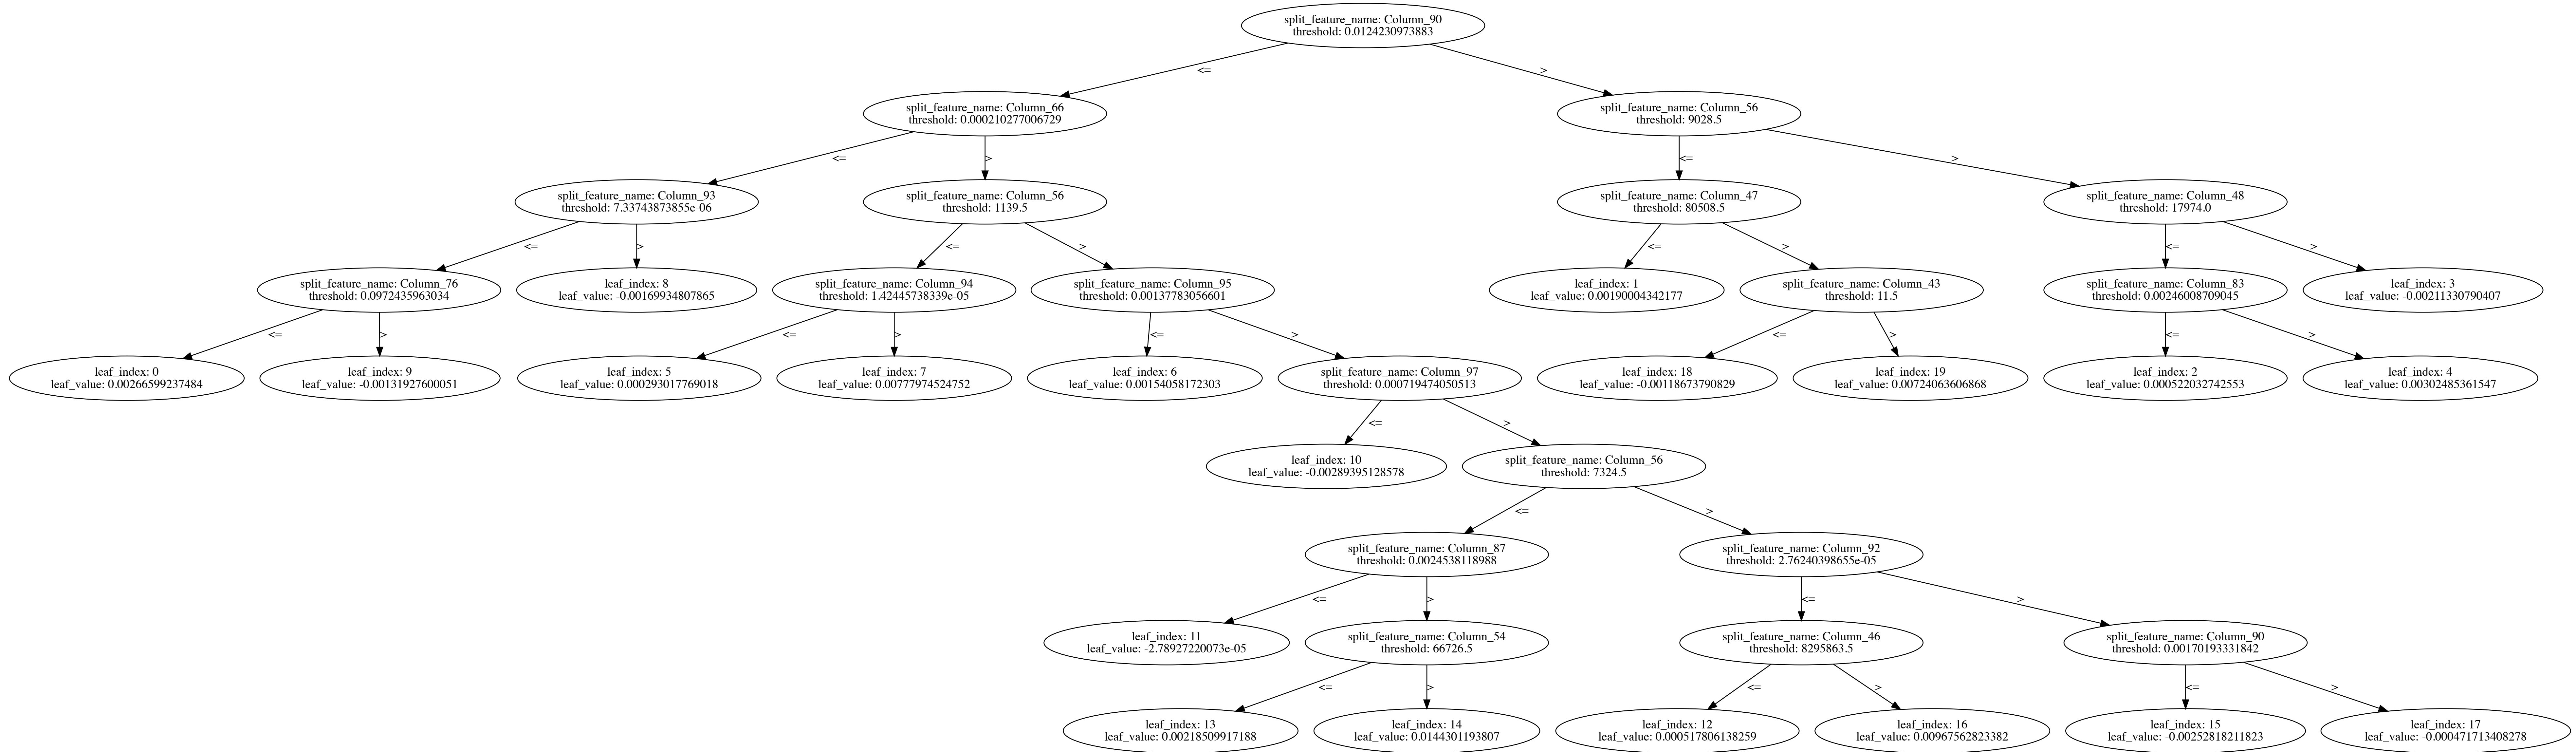 split_feature_name: Column_90
threshold: 0.0124230973883
<=
>
split_feature_name: Column_66
threshold: 0.000210277006729
split_feature_name: Column_56
threshold: 9028.5
<=
>
<=
>
split_feature_name: Column_93
threshold: 7.33743873855e-06
split_feature_name: Column_56
threshold: 1139.5
split_feature_name: Column_47
threshold: 80508.5
split_feature_name: Column_48
threshold: 17974.0
<=
>
<=
>
<=
>
<=
>
split_feature_name: Column_76
threshold: 0.0972435963034
leaf_index: 8
leaf_value: -0.00169934807865
split_feature_name: Column_94
threshold: 1.42445738339e-05
split_feature_name: Column_95
threshold: 0.00137783056601
leaf_index: 1
leaf_value: 0.00190004342177
split_feature_name: Column_43
threshold: 11.5
split_feature_name: Column_83
threshold: 0.00246008709045
leaf_index: 3
leaf_value: -0.00211330790407
<=
>
<=
>
<=
>
<=
>
<=
>
leaf_index: 0
leaf_value: 0.00266599237484
leaf_index: 9
leaf_value: -0.00131927600051
leaf_index: 5
leaf_value: 0.000293017769018
leaf_index: 7
leaf_value: 0.00777974524752
leaf_index: 6
leaf_value: 0.00154058172303
split_feature_name: Column_97
threshold: 0.000719474050513
leaf_index: 18
leaf_value: -0.00118673790829
leaf_index: 19
leaf_value: 0.00724063606868
leaf_index: 2
leaf_value: 0.000522032742553
leaf_index: 4
leaf_value: 0.00302485361547
<=
>
leaf_index: 10
leaf_value: -0.00289395128578
split_feature_name: Column_56
threshold: 7324.5
<=
>
split_feature_name: Column_87
threshold: 0.0024538118988
split_feature_name: Column_92
threshold: 2.76240398655e-05
<=
>
<=
>
leaf_index: 11
leaf_value: -2.78927220073e-05
split_feature_name: Column_54
threshold: 66726.5
split_feature_name: Column_46
threshold: 8295863.5
split_feature_name: Column_90
threshold: 0.00170193331842
<=
>
<=
>
<=
>
leaf_index: 13
leaf_value: 0.00218509917188
leaf_index: 14
leaf_value: 0.0144301193807
leaf_index: 12
leaf_value: 0.000517806138259
leaf_index: 16
leaf_value: 0.00967562823382
leaf_index: 15
leaf_value: -0.00252818211823
leaf_index: 17
leaf_value: -0.000471713408278